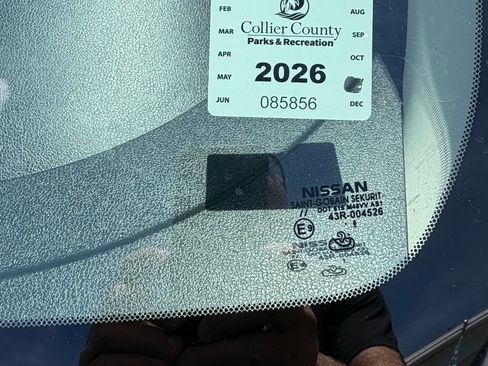 FEB
MAR
APR
MAY
JUN
Collier County
Parks & Recreation
2026
085856
AUG
SEP
OCT
DEC
NISSAN
SAINT-GOBAIN SEKURIT
43R-004526
E9